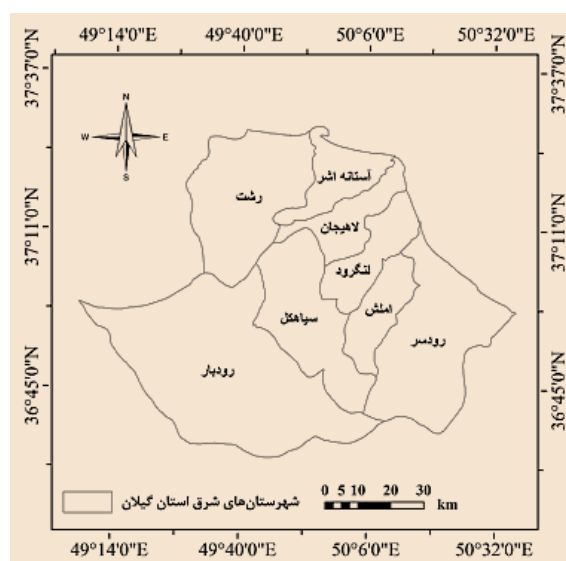 49°14'0"E 49°40'0"E 50°6'0"E 50°32'0"E
37°37'0"N 37°37'0"N
N
W E
S
آستانه اشر
رشت
37°11'0"N 37°11'0"N
لاهیجان
لنگرود
املش
سیاهکل
رودسر
رودبار
36°45'0"N 36°45'0"N
شهرستان‌های شرق استان گیلان
0 5 10 20 30
km
49°14'0"E 49°40'0"E 50°6'0"E 50°32'0"E